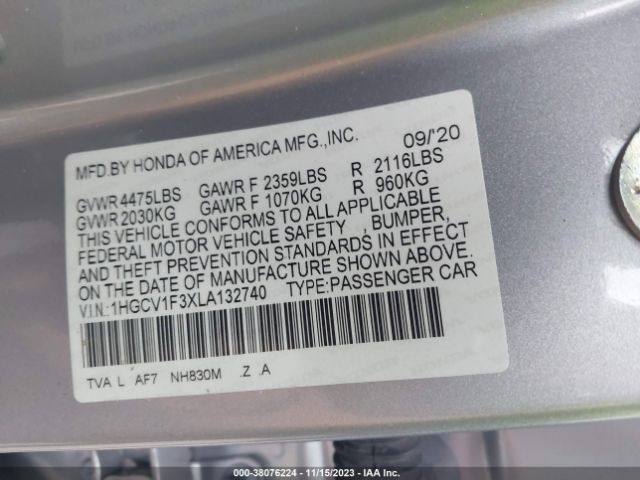 MFD.BY HONDA OF AMERICA MFG.,INC. 09/'20
GVWR 4475LBS GAWR F 2359LBS R 2116LBS
GVWR 2030KG GAWR F 1070KG R 960KG
THIS VEHICLE CONFORMS TO ALL APPLICABLE
FEDERAL MOTOR VEHICLE SAFETY , BUMPER,
AND THEFT PREVENTION STANDARDS IN EFFECT
ON THE DATE OF MANUFACTURE SHOWN ABOVE.
V.I.N.:1HGCV1F3XLA132740 TYPE:PASSENGER CAR
TVA L AF7 NH830M .Z .A
000-38076224 - 11/15/2023 - IAA Inc.